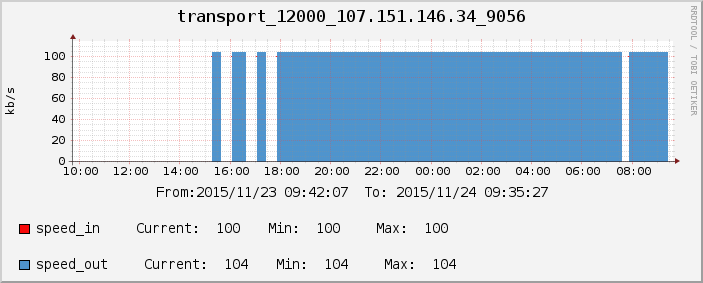 transport_12000_107.151.146.34_9056
RRDTOOL / TOBI OETIKER
kb/s
100
80
60
40
20
0
10:00 12:00 14:00 16:00 18:00 20:00 22:00 00:00 02:00 04:00 06:00 08:00
From:2015/11/23 09:42:07 To: 2015/11/24 09:35:27
speed_in Current: 100 Min: 100 Max: 100
speed_out Current: 104 Min: 104 Max: 104